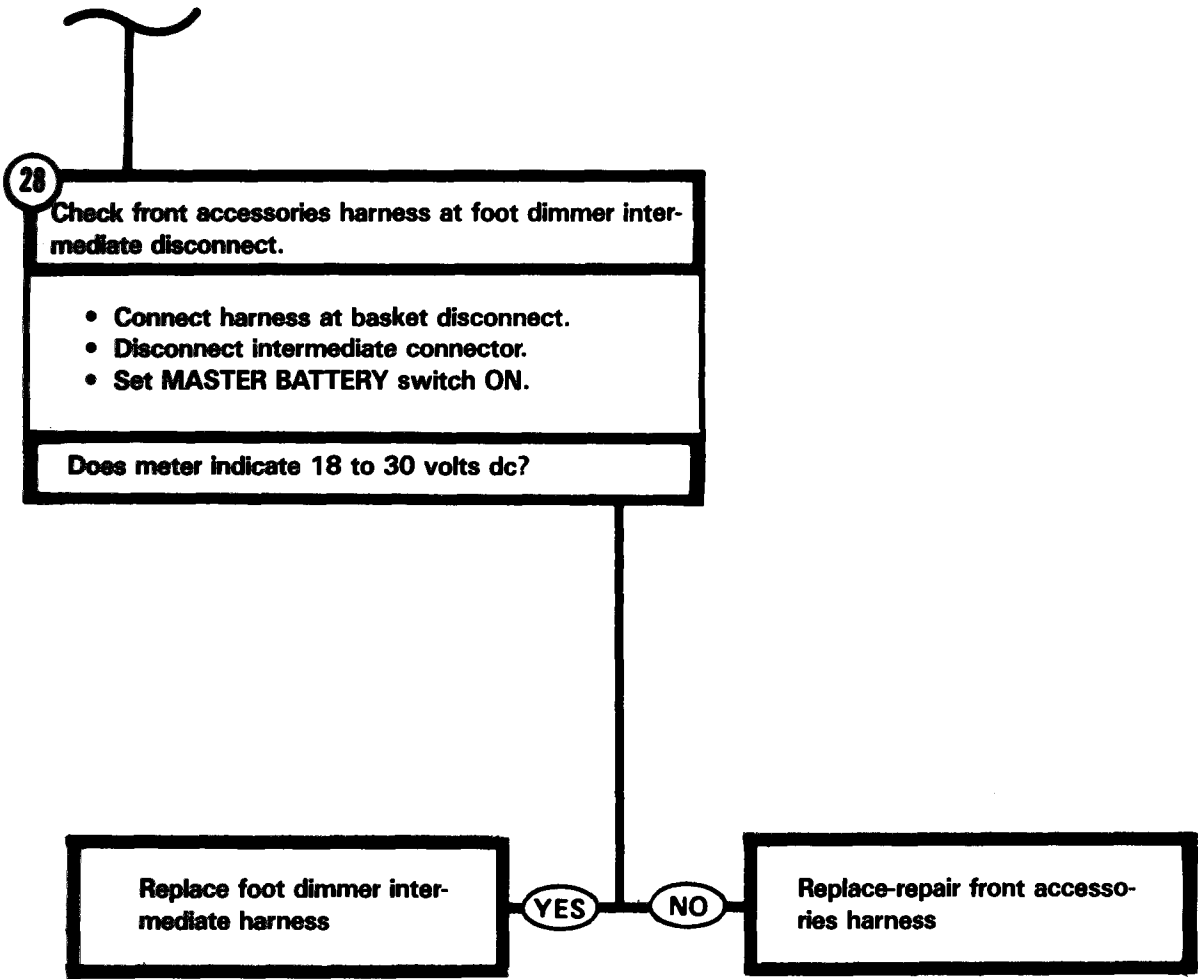 28
Check front accessories harness at foot dimmer inter-
mediate disconnect.
• Connect harness at basket disconnect.
• Disconnect intermediate connector.
• Set MASTER BATTERY switch ON.
Does meter indicate 18 to 30 volts dc?
Replace foot dimmer inter-
mediate harness
YES
NO
Replace-repair front accesso-
ries harness